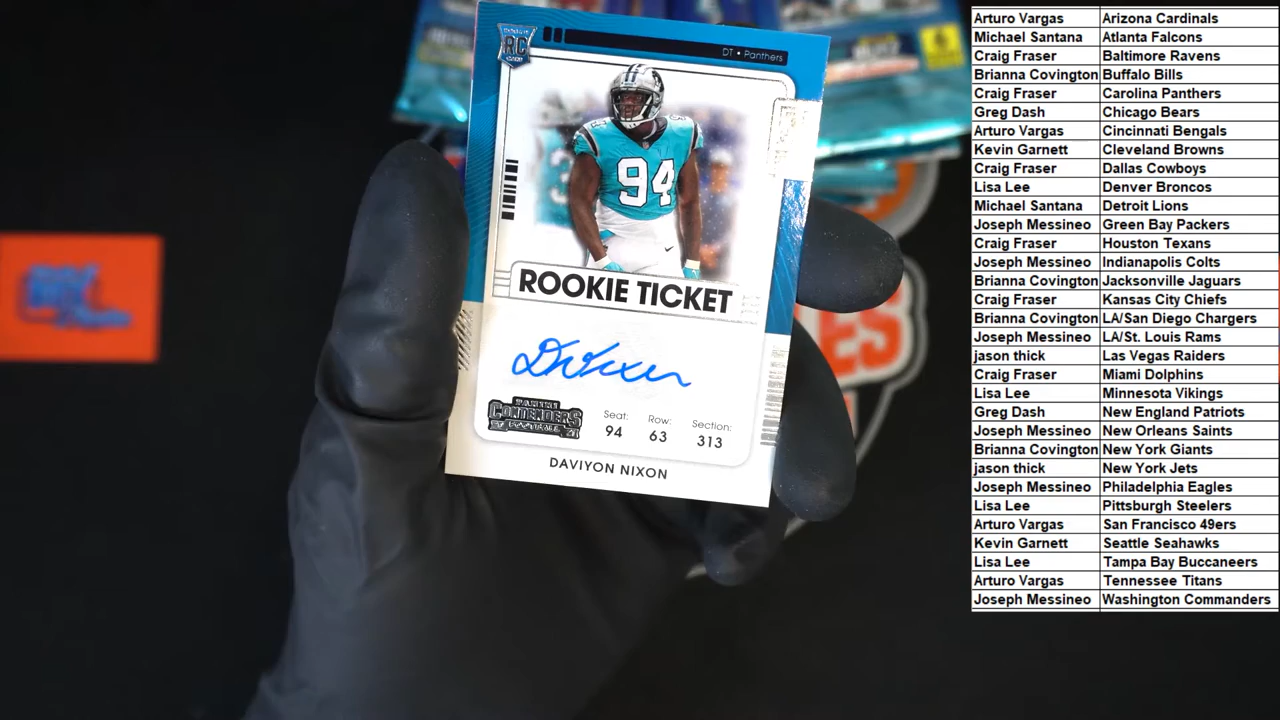 RC
DT • Panthers
94
ROOKIE TICKET
PANINI
CONTENDERS
FOOTBALL 21
Seat: Row: Section:
94 63 313
DAVIYON NIXON
Arturo Vargas Arizona Cardinals
Michael Santana Atlanta Falcons
Craig Fraser Baltimore Ravens
Brianna Covington Buffalo Bills
Craig Fraser Carolina Panthers
Greg Dash Chicago Bears
Arturo Vargas Cincinnati Bengals
Kevin Garnett Cleveland Browns
Craig Fraser Dallas Cowboys
Lisa Lee Denver Broncos
Michael Santana Detroit Lions
Joseph Messineo Green Bay Packers
Craig Fraser Houston Texans
Joseph Messineo Indianapolis Colts
Brianna Covington Jacksonville Jaguars
Craig Fraser Kansas City Chiefs
Brianna Covington LA/San Diego Chargers
Joseph Messineo LA/St. Louis Rams
jason thick Las Vegas Raiders
Craig Fraser Miami Dolphins
Lisa Lee Minnesota Vikings
Greg Dash New England Patriots
Joseph Messineo New Orleans Saints
Brianna Covington New York Giants
jason thick New York Jets
Joseph Messineo Philadelphia Eagles
Lisa Lee Pittsburgh Steelers
Arturo Vargas San Francisco 49ers
Kevin Garnett Seattle Seahawks
Lisa Lee Tampa Bay Buccaneers
Arturo Vargas Tennessee Titans
Joseph Messineo Washington Commanders